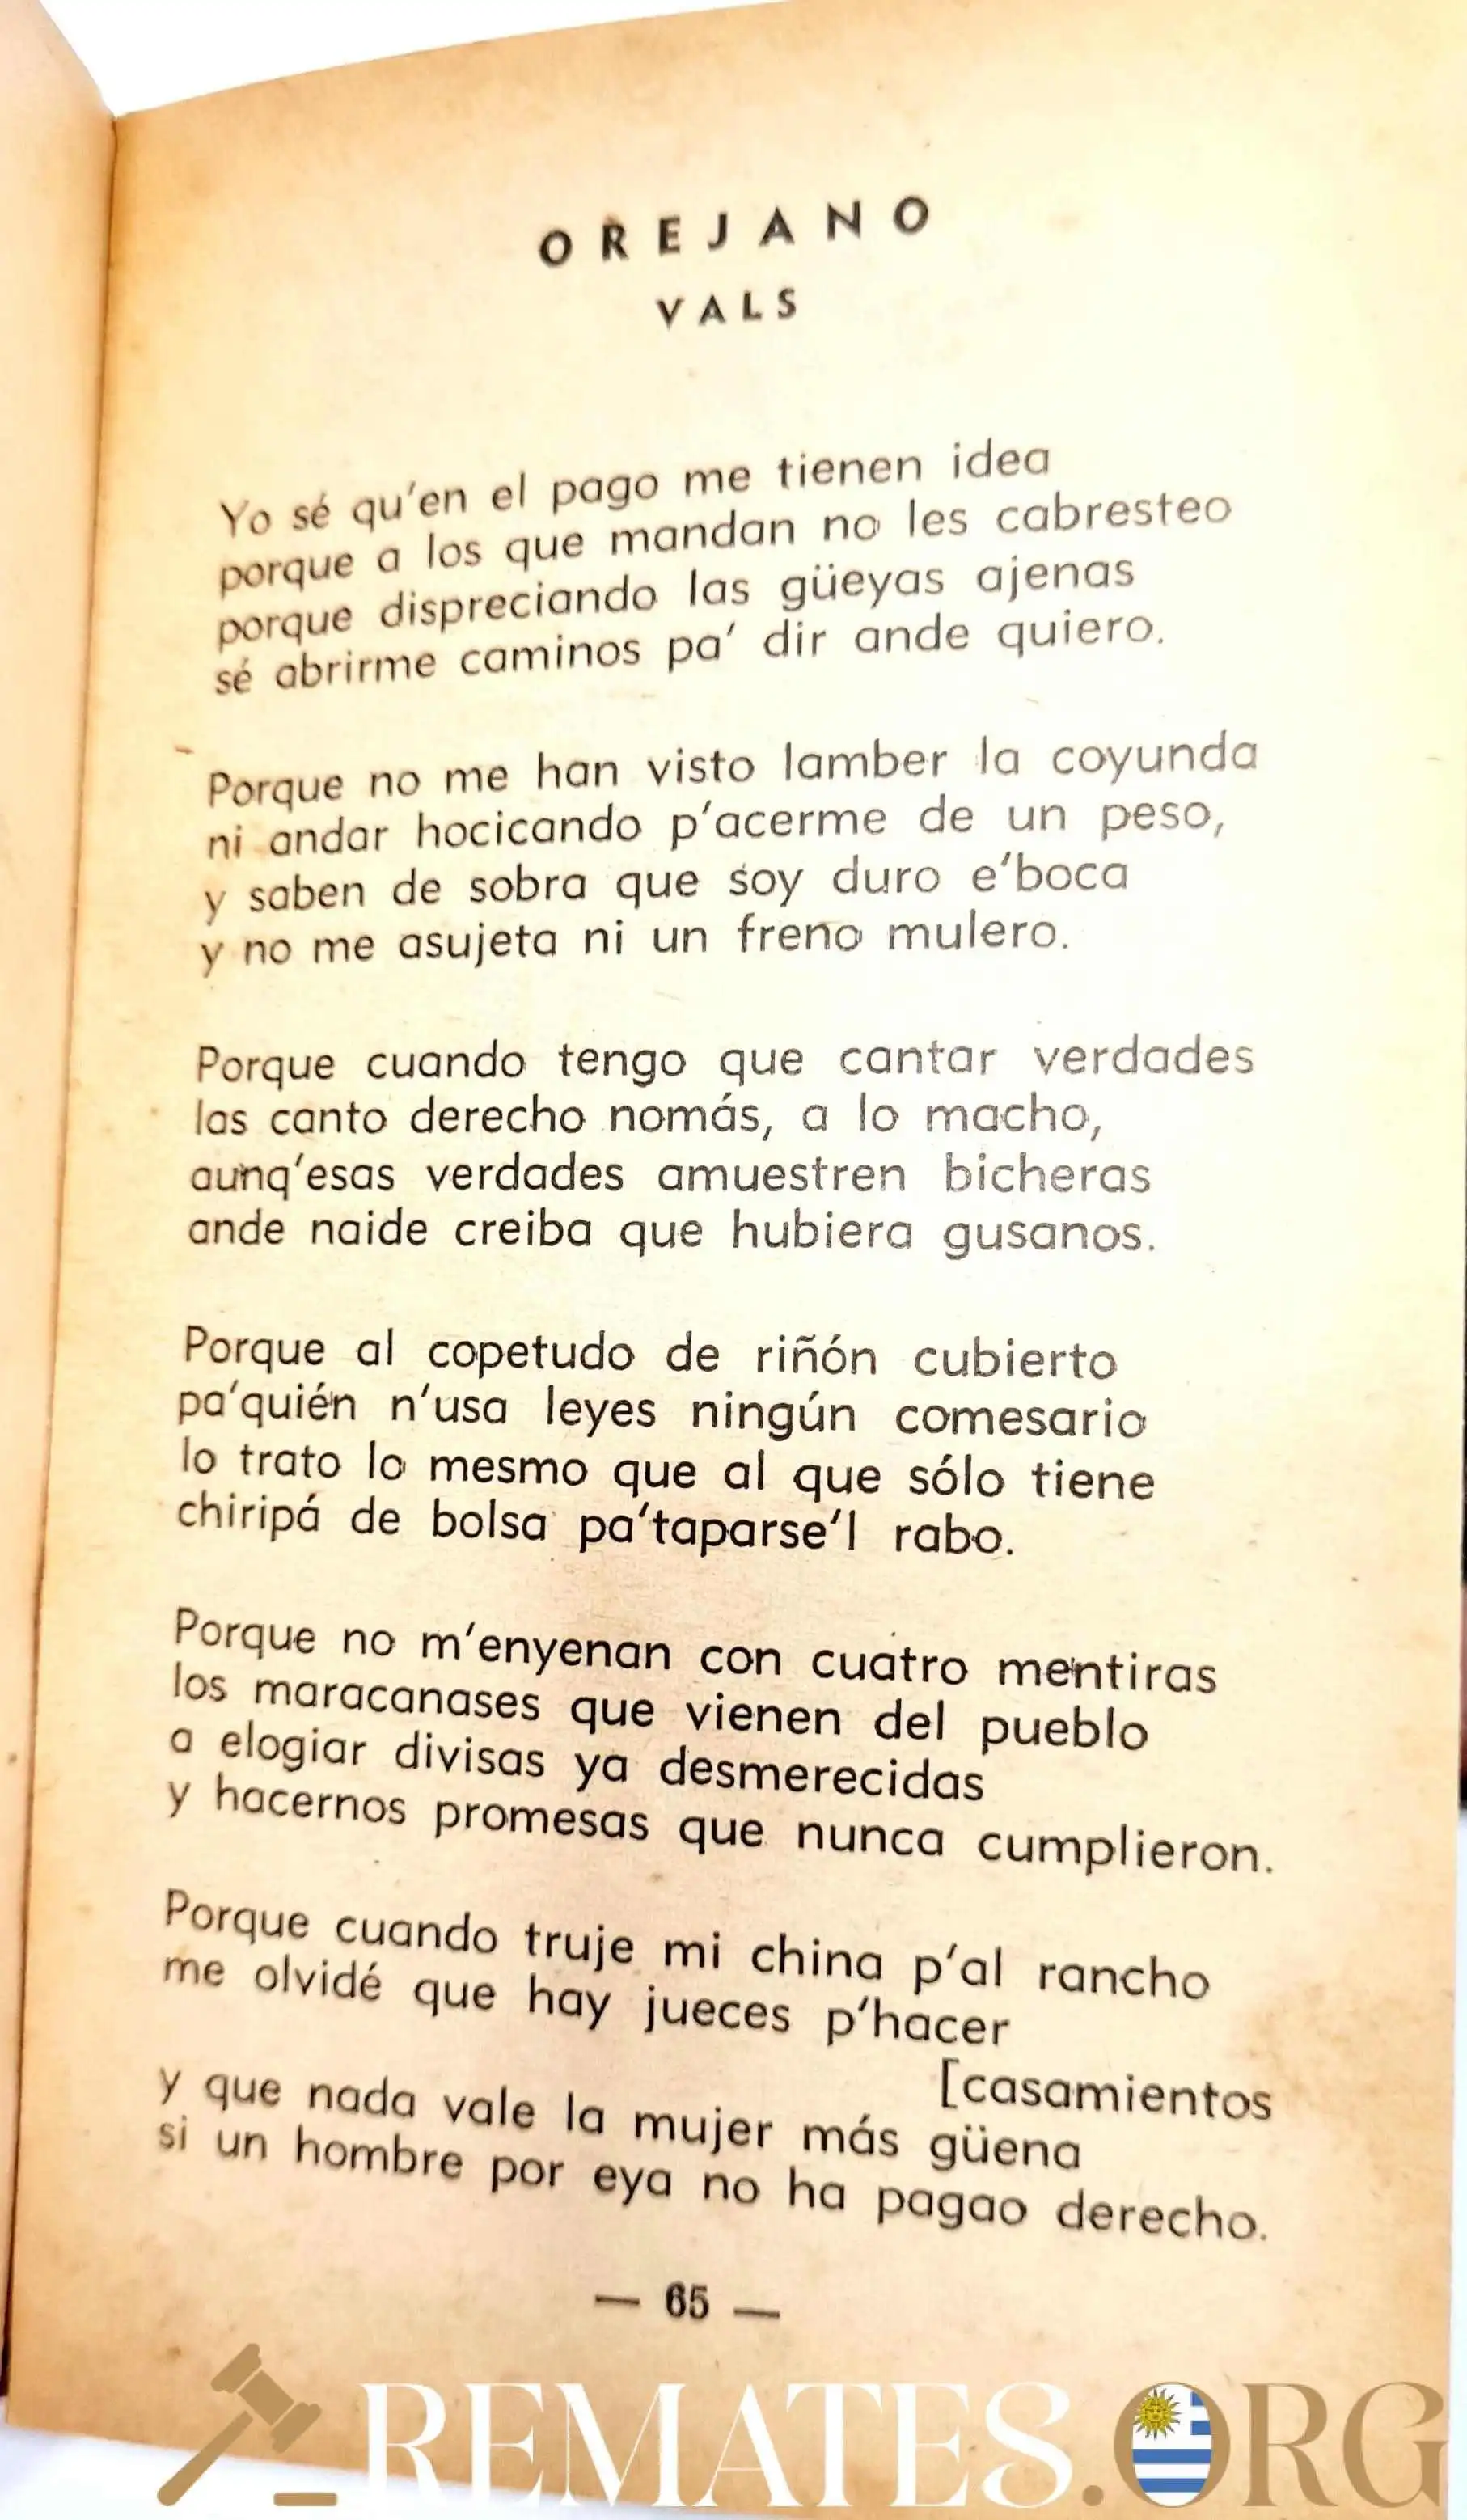 OREJANO
VALS
Yo sé qu'en el pago me tienen idea
porque a los que mandan no les cabresteo
porque dispreciando las güeyas ajenas
sé abrirme caminos pa' dir ande quiero.
Porque no me han visto lamber la coyunda
ni andar hocicando p'acerme de un peso,
y saben de sobra que soy duro e'boca
y no me asujeta ni un freno mulero.
Porque cuando tengo que cantar verdades
las canto derecho nomás, a lo macho,
aunq'esas verdades amuestren bicheras
ande naide creiba que hubiera gusanos.
Porque al copetudo de riñón cubierto
pa'quién n'usa leyes ningún comesario
lo trato lo mesmo que al que sólo tiene
chiripá de bolsa pa'taparse'l rabo.
Porque no m'enyenan con cuatro mentiras
los maracanases que vienen del pueblo
a elogiar divisas ya desmerecidas
y hacernos promesas que nunca cumplieron.
Porque cuando truje mi china p'al rancho
me olvidé que hay jueces p'hacer
[casamientos
y que nada vale la mujer más güena
si un hombre por eya no ha pagao derecho.
— 65 —
REMATES.ORG